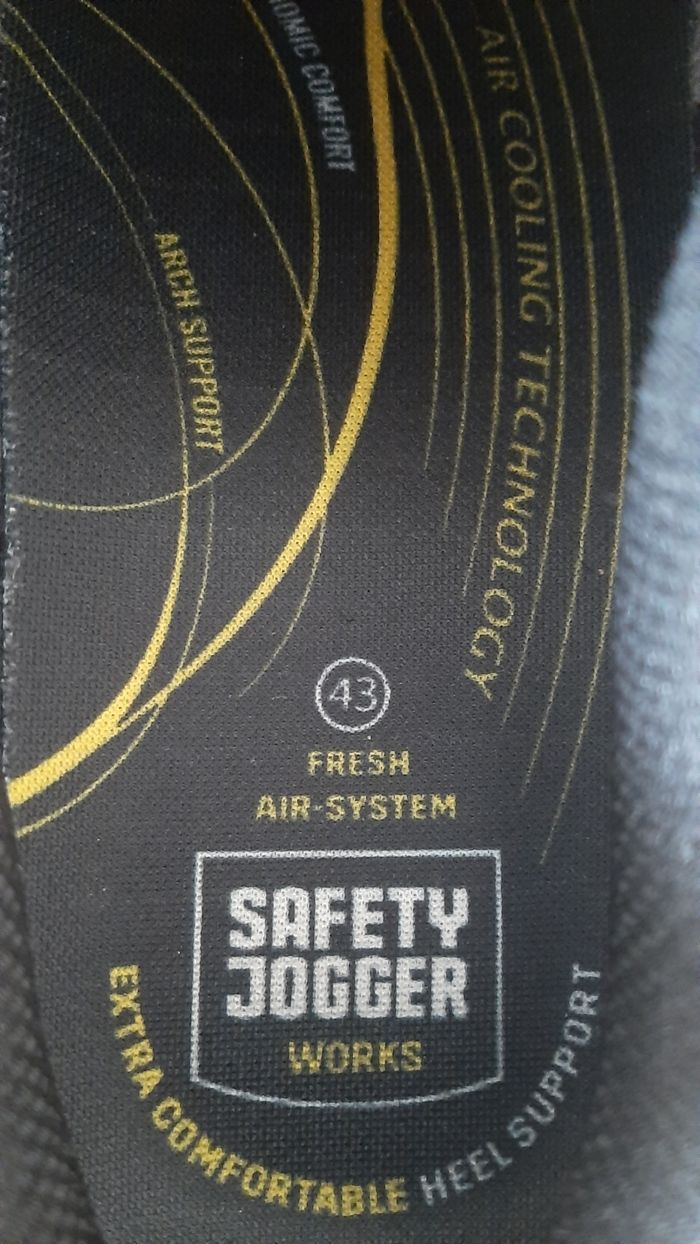 COMFORT
AIR COOLING TECHNOLOGY
ARCH SUPPORT
43
FRESH
AIR-SYSTEM
SAFETY
JOGGER
WORKS
EXTRA COMFORTABLE HEEL SUPPORT